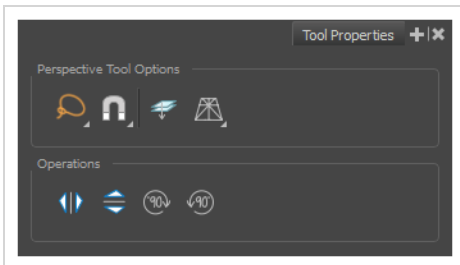 Tool Properties
Perspective Tool Options
Operations
90
90°